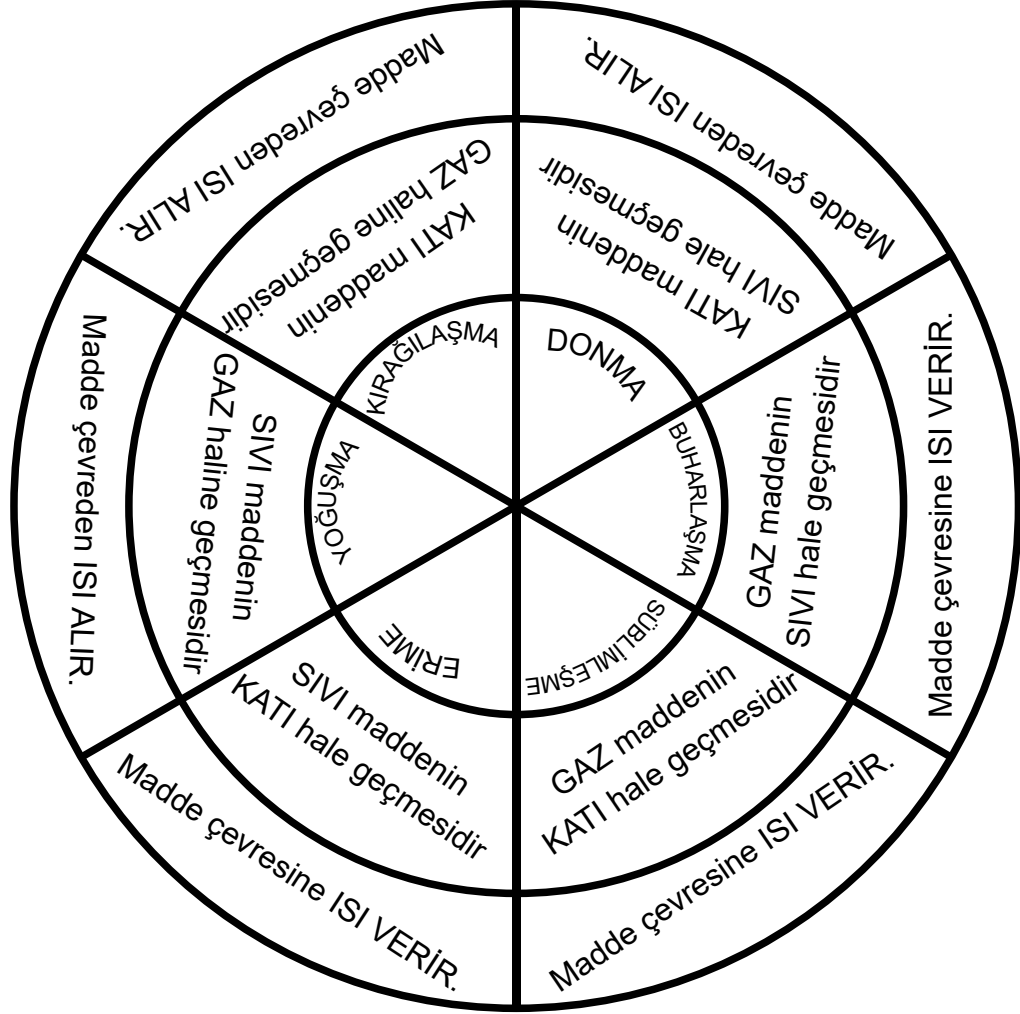 Madde çevreden ISI ALIR.
KATI maddenin
GAZ haline geçmesidir
KIRAĞILAŞMA
Madde çevreden ISI ALIR.
KATI maddenin
SIVI hale geçmesidir
DONMA
Madde çevresine ISI VERİR.
GAZ maddenin
SIVI hale geçmesidir
BUHARLAŞMA
Madde çevresine ISI VERİR.
GAZ maddenin
KATI hale geçmesidir
SÜBLİMLEŞME
Madde çevresine ISI VERİR.
SIVI maddenin
KATI hale geçmesidir
ERİME
Madde çevreden ISI ALIR.
SIVI maddenin
GAZ haline geçmesidir
YOĞUŞMA